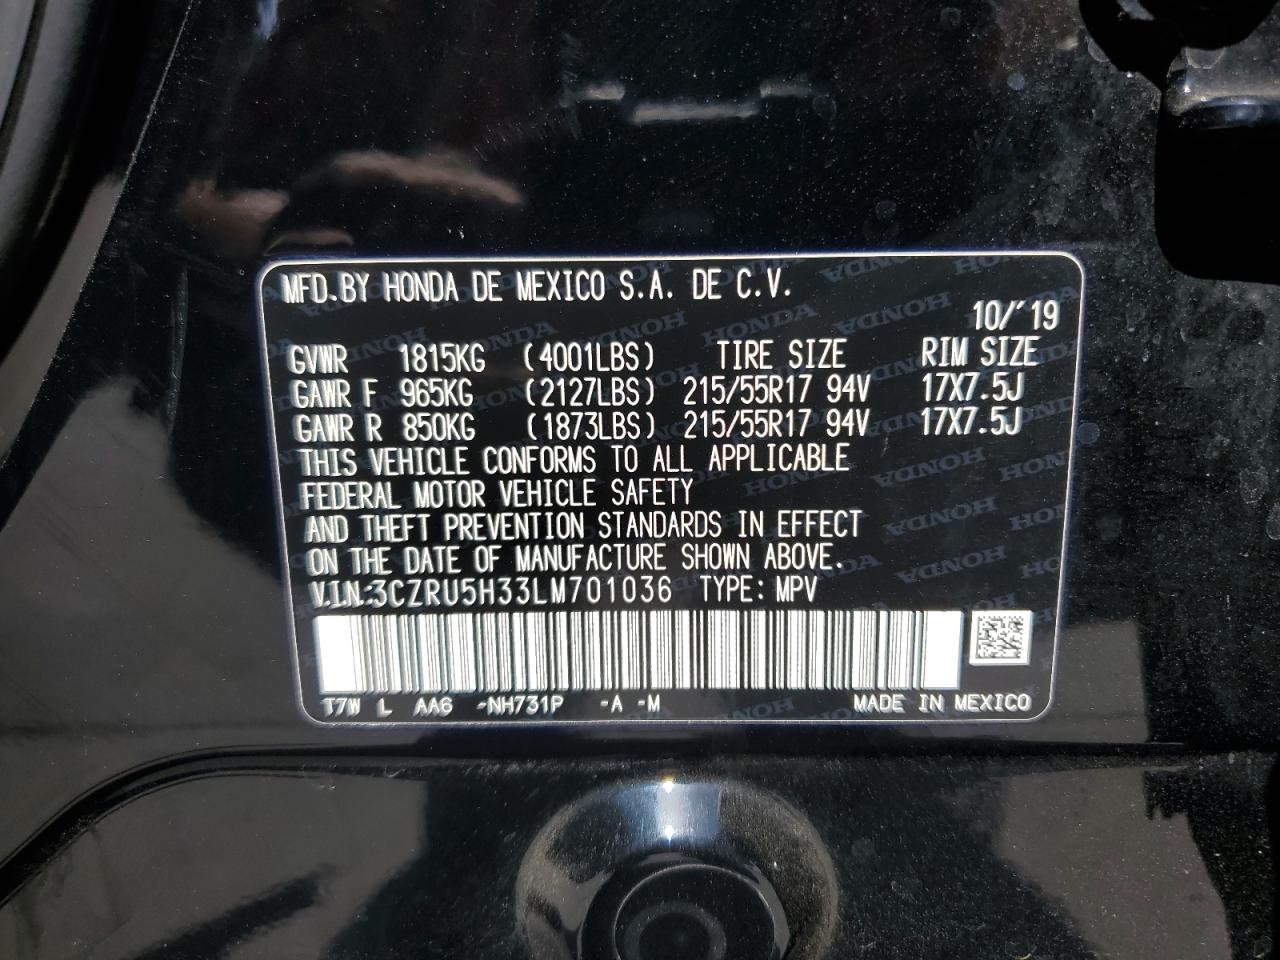 MFD.BY HONDA DE MEXICO S.A. DE C.V.
10/'19
GVWR 1815KG (4001LBS) TIRE SIZE RIM SIZE
GAWR F 965KG (2127LBS) 215/55R17 94V 17X7.5J
GAWR R 850KG (1873LBS) 215/55R17 94V 17X7.5J
THIS VEHICLE CONFORMS TO ALL APPLICABLE
FEDERAL MOTOR VEHICLE SAFETY
AND THEFT PREVENTION STANDARDS IN EFFECT
ON THE DATE OF MANUFACTURE SHOWN ABOVE.
V.I.N.:3CZRU5H33LM701036 TYPE: MPV
T7W L AA6 -NH731P -A -M MADE IN MEXICO